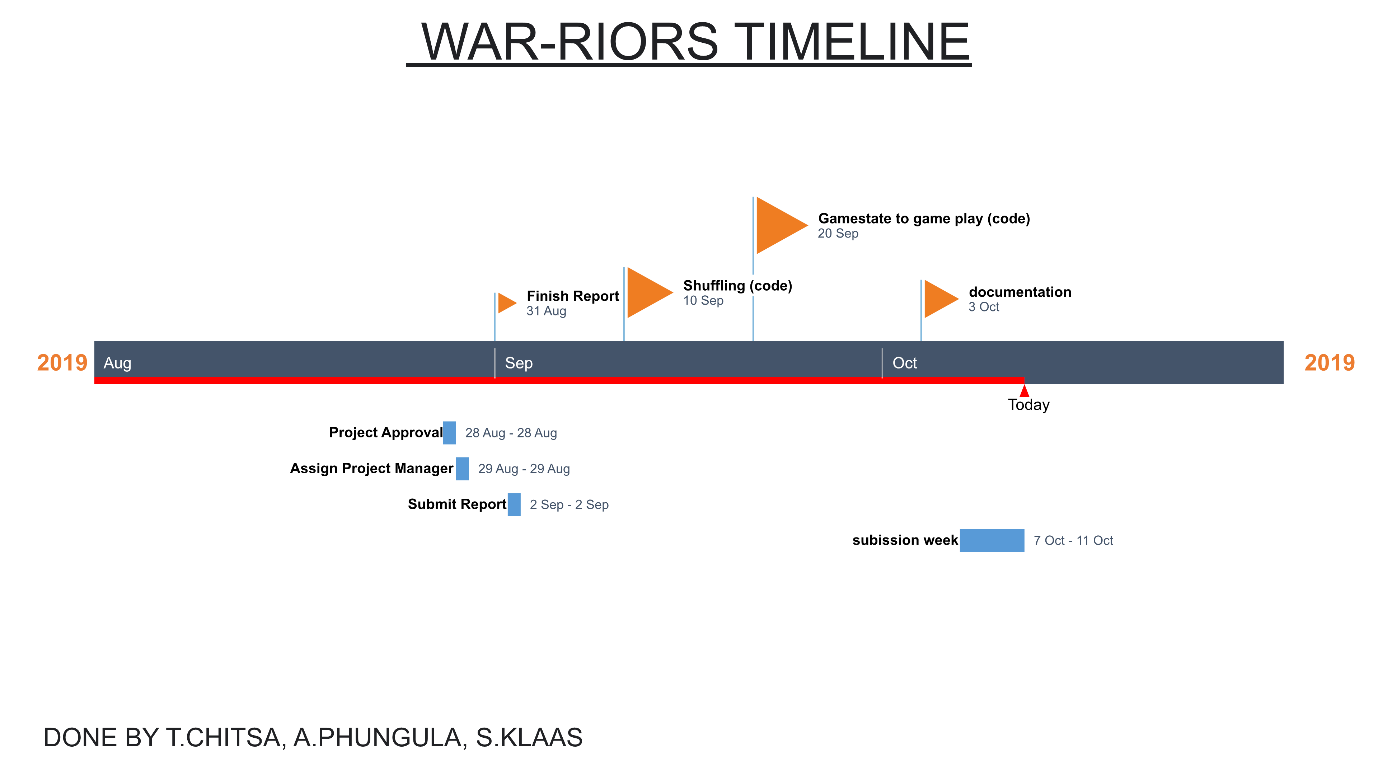 WAR-RIORS TIMELINE
Gamestate to game play (code)
20 Sep
Shuffling (code)
10 Sep
Finish Report
31 Aug
documentation
3 Oct
2019 Aug Sep Oct 2019
Today
Project Approval 28 Aug - 28 Aug
Assign Project Manager 29 Aug - 29 Aug
Submit Report 2 Sep - 2 Sep
subission week 7 Oct - 11 Oct
DONE BY T.CHITSA, A.PHUNGULA, S.KLAAS